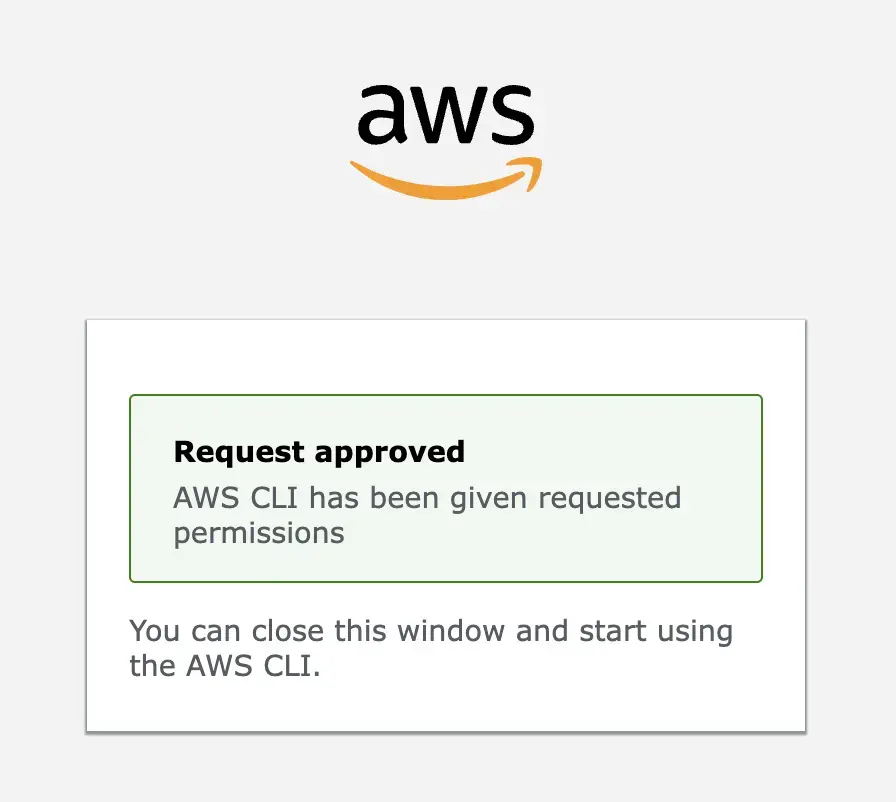 aws
Request approved
AWS CLI has been given requested
permissions
You can close this window and start using
the AWS CLI.